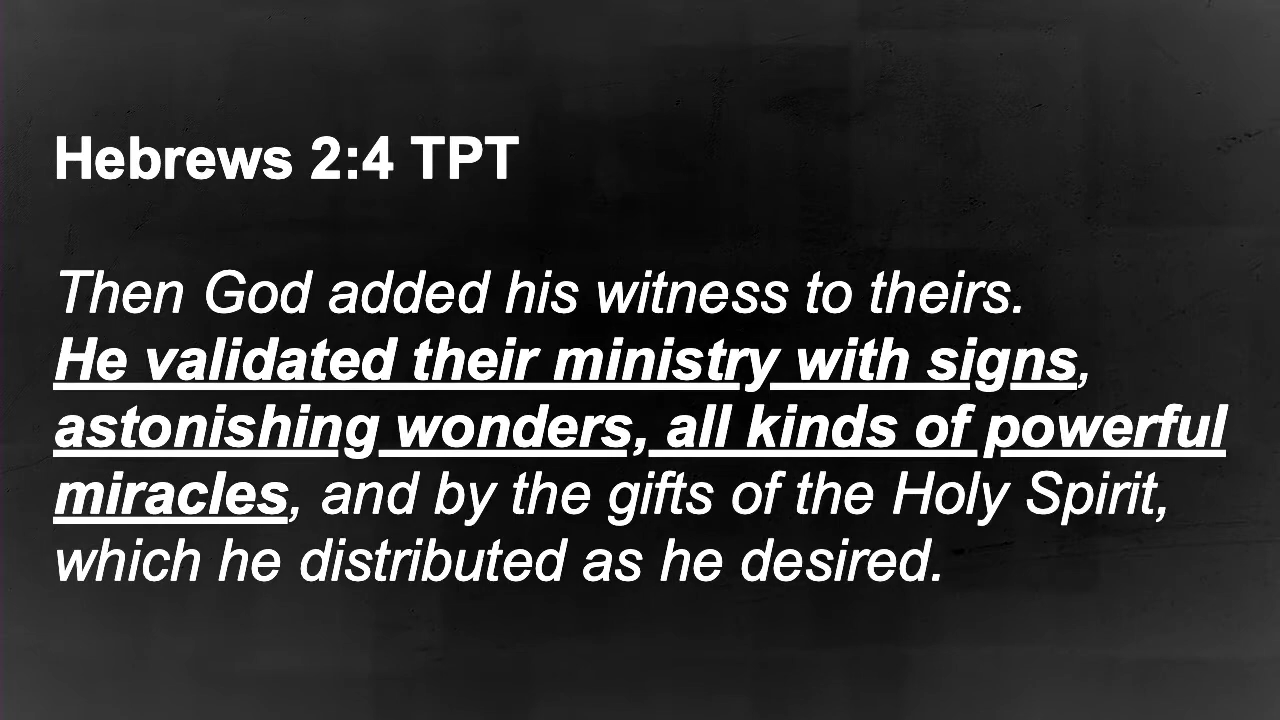 Hebrews 2:4 TPT
Then God added his witness to theirs.
He validated their ministry with signs,
astonishing wonders, all kinds of powerful
miracles, and by the gifts of the Holy Spirit,
which he distributed as he desired.